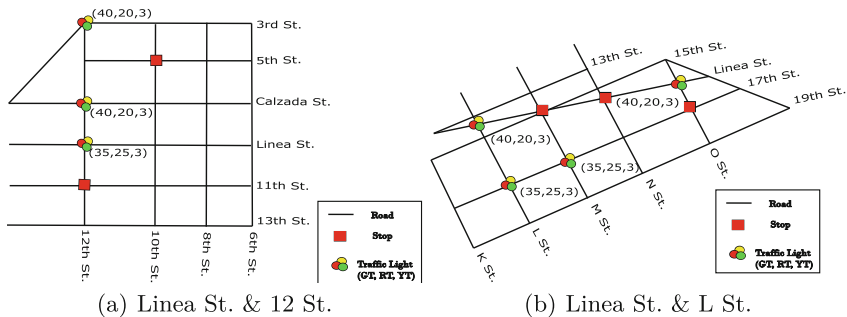 (40,20,3)
3rd St.
5th St.
Calzada St.
(40,20,3)
Linea St.
(35,25,3)
11th St.
13th St.
12th St.
10th St.
8th St.
6th St.
Road
Stop
Traffic Light
(GT, RT, YT)
(a) Linea St. & 12 St.
13th St.
15th St.
Linea St.
17th St.
19th St.
(40,20,3)
(40,20,3)
(35,25,3)
(35,25,3)
K St.
L St.
M St.
N St.
O St.
Road
Stop
Traffic Light
(GT, RT, YT)
(b) Linea St. & L St.